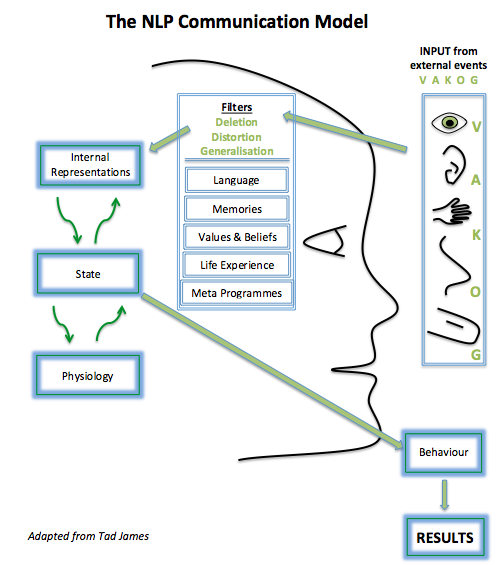 The NLP Communication Model
INPUT from
external events
V A K O G
Filters
Deletion
Distortion
Generalisation
Language
Memories
Values & Beliefs
Life Experience
Meta Programmes
Internal
Representations
State
Physiology
V
A
K
O
G
Behaviour
RESULTS
Adapted from Tad James